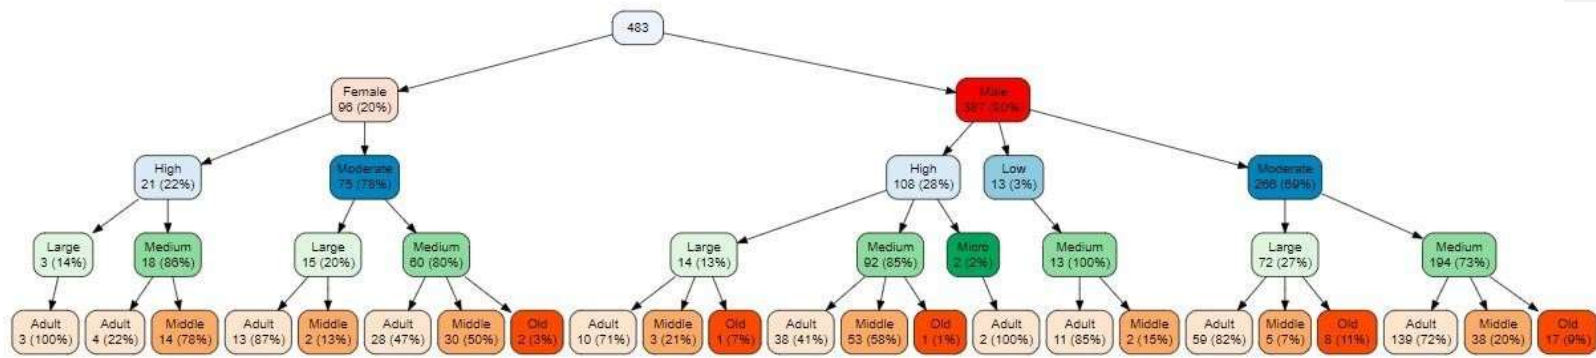 483
Female
96 (20%)
Male
387 (80%
High
21 (22%)
Moderate
75 (78%)
High
108 (28%)
Low
13 (3%)
Moderate
266 (69%)
Large
3 (14%)
Medium
18 (86%)
Large
15 (20%)
Medium
60 (80%)
Large
14 (13%)
Medium
92 (85%)
Micro
2 (2%)
Medium
13 (100%)
Large
72 (27%)
Medium
194 (73%)
Adult
3 (100%)
Adult
4 (22%)
Middle
14 (78%)
Adult
13 (87%)
Middle
2 (13%)
Adult
28 (47%)
Middle
30 (50%)
Old
2 (3%)
Adult
10 (71%)
Middle
3 (21%)
Old
1 (7%)
Adult
38 (41%)
Middle
53 (58%)
Old
1 (1%)
Adult
2 (100%)
Adult
11 (85%)
Middle
2 (15%)
Adult
59 (82%)
Middle
5 (7%)
Old
8 (11%)
Adult
139 (72%)
Middle
38 (20%)
Old
17 (9%)